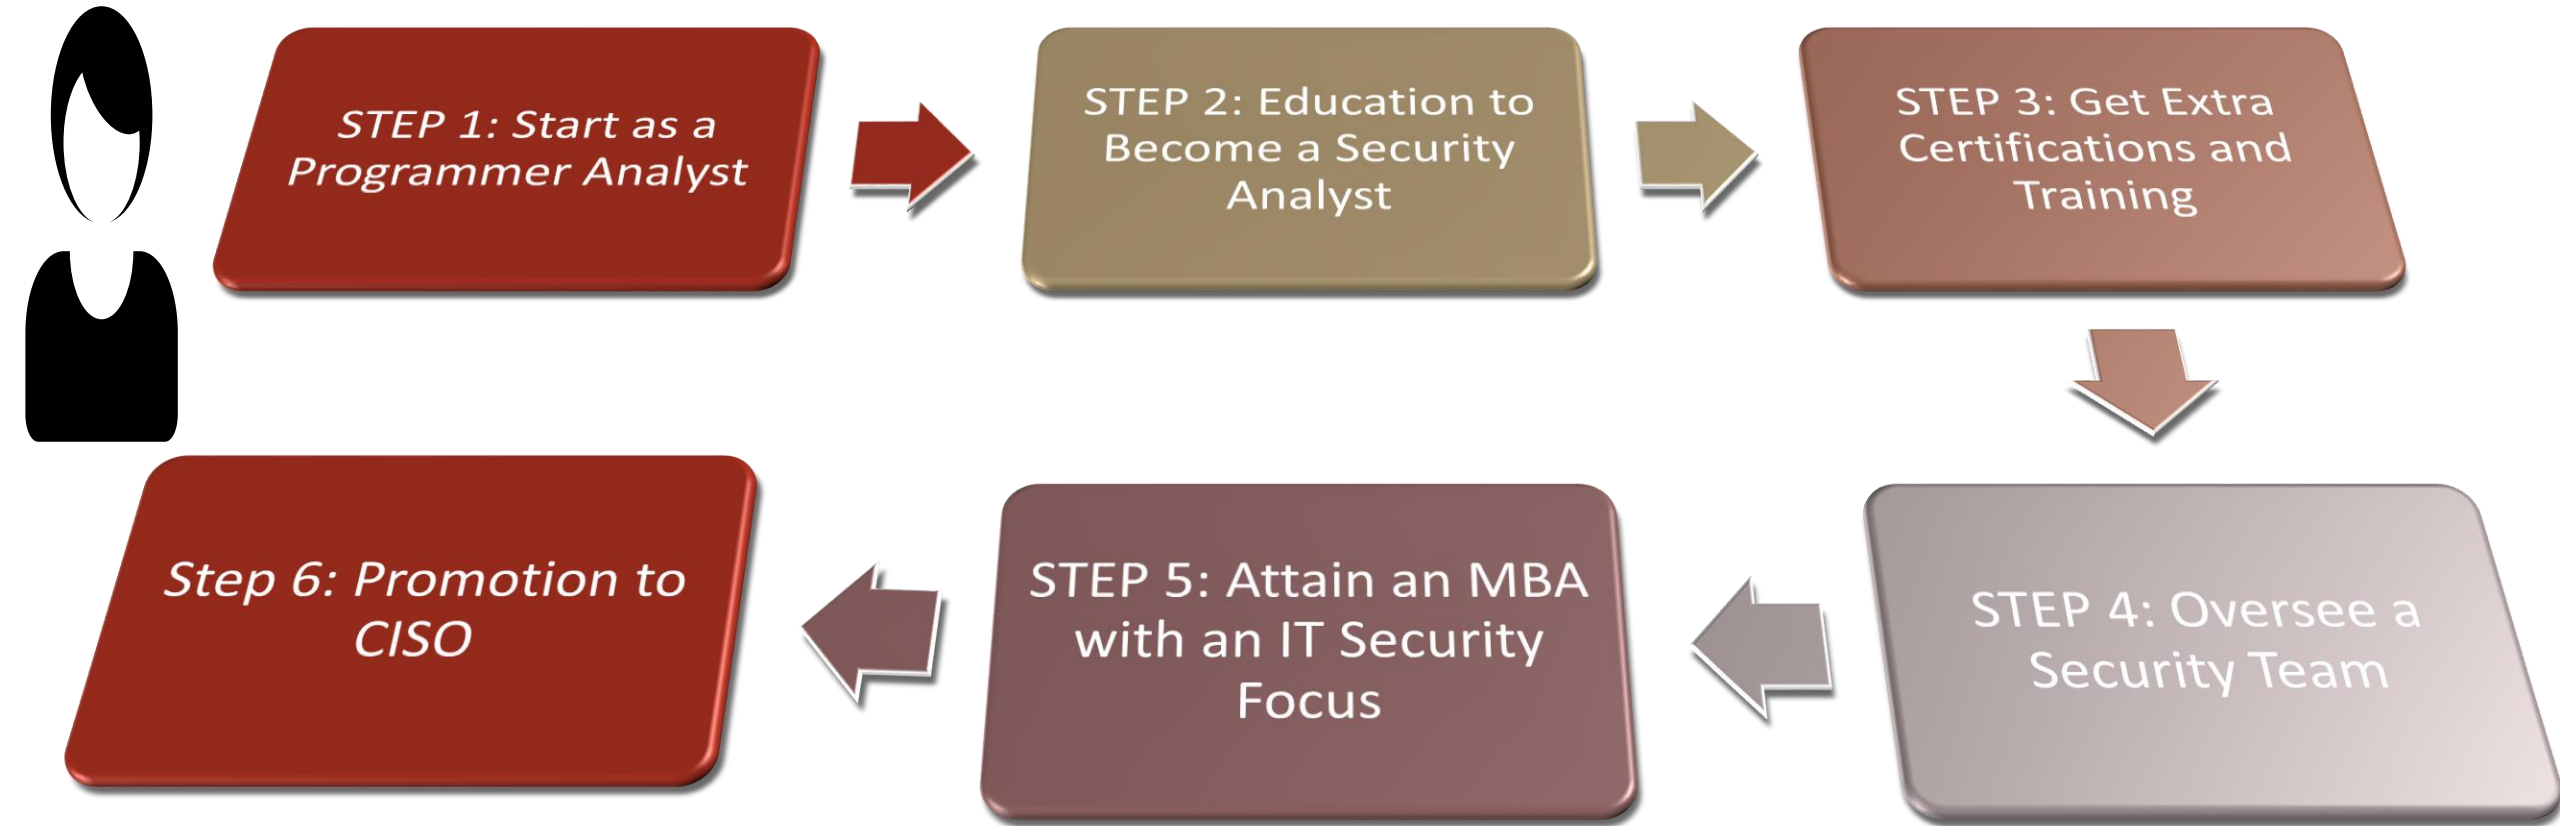 STEP 1: Start as a
Programmer Analyst
STEP 2: Education to
Become a Security
Analyst
STEP 3: Get Extra
Certifications and
Training
STEP 4: Oversee a
Security Team
STEP 5: Attain an MBA
with an IT Security
Focus
Step 6: Promotion to
CISO